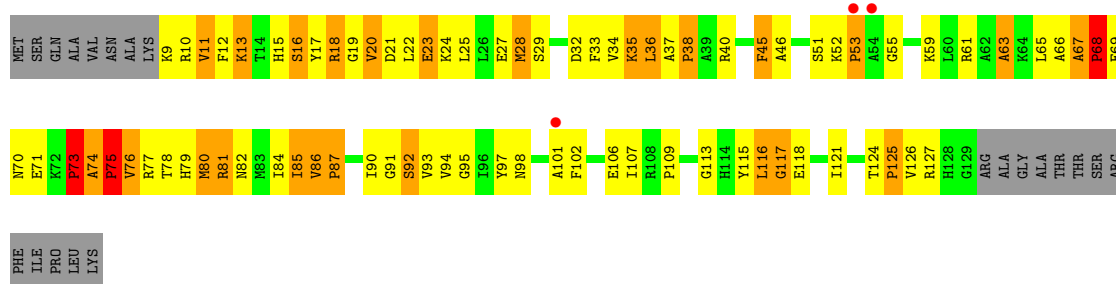 MET SER GLN ALA VAL ASN ALA LYS K9 R10 V11 F12 K13 T14 H15 S16 Y17 R18 G19 V20 D21 L22 E23 K24 L25 L26 E27 M28 S29 D32 F33 V34 K35 L36 A37 P38 A39 R40 F45 A46 S51 K52 P53 A54 G55 K59 L60 R61 A62 A63 K64 L65 A66 A67 P68 E69
N70 E71 K72 P73 A74 P75 V76 R77 T78 H79 M80 R81 N82 M83 I84 I85 V86 P87 I90 G91 S92 V93 V94 G95 I96 Y97 N98 A101 F102 E106 I107 R108 P109 G113 H114 Y115 L116 G117 E118 I121 T124 P125 V126 R127 H128 G129 ARG ALA GLY ALA THR THR SER ARG
PHE ILE PRO LEU LYS